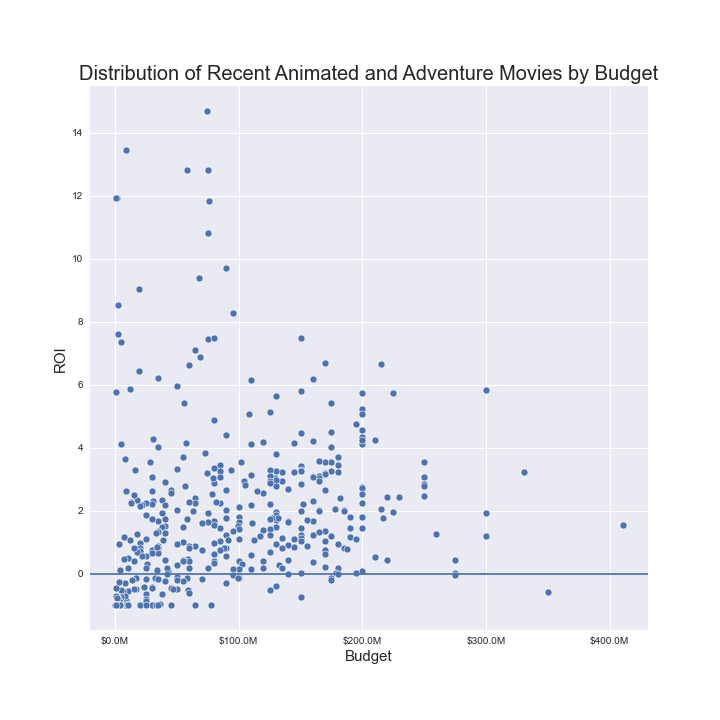 Distribution of Recent Animated and Adventure Movies by Budget
14
12
10
8
6
4
2
0
ROI
$0.0M $100.0M $200.0M $300.0M $400.0M
Budget